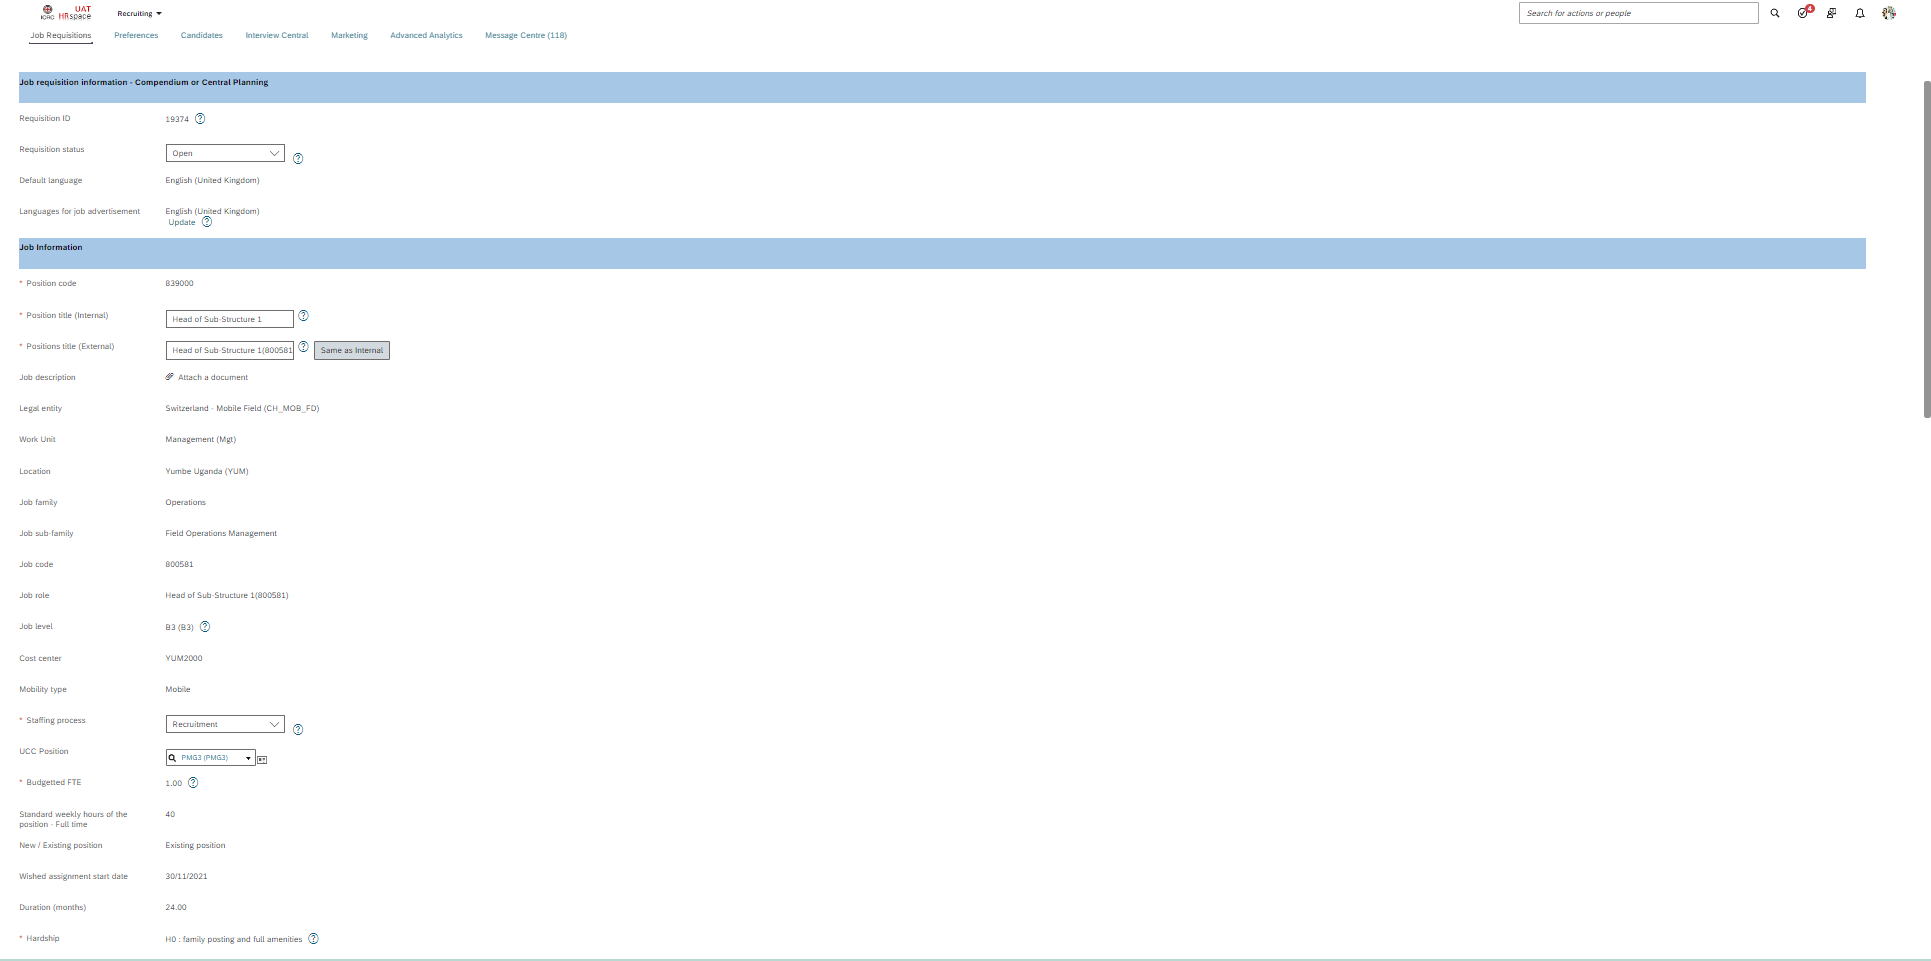 ICRC UAT HRspace Recruiting Search for actions or people 4
Job Requisitions Preferences Candidates Interview Central Marketing Advanced Analytics Message Centre (118)
Job requisition information - Compendium or Central Planning
Requisition ID 19374
Requisition status Open
Default language English (United Kingdom)
Languages for job advertisement English (United Kingdom)
Update
Job Information
* Position code 839000
* Position title (Internal) Head of Sub-Structure 1
* Positions title (External) Head of Sub-Structure 1(800581 Same as Internal
Job description Attach a document
Legal entity Switzerland - Mobile Field (CH_MOB_FD)
Work Unit Management (Mgt)
Location Yumbe Uganda (YUM)
Job family Operations
Job sub-family Field Operations Management
Job code 800581
Job role Head of Sub-Structure 1(800581)
Job level B3 (B3)
Cost center YUM2000
Mobility type Mobile
* Staffing process Recruitment
UCC Position PMG3 (PMG3)
* Budgetted FTE 1.00
Standard weekly hours of the 40
position - Full time
New / Existing position Existing position
Wished assignment start date 30/11/2021
Duration (months) 24.00
* Hardship H0 : family posting and full amenities